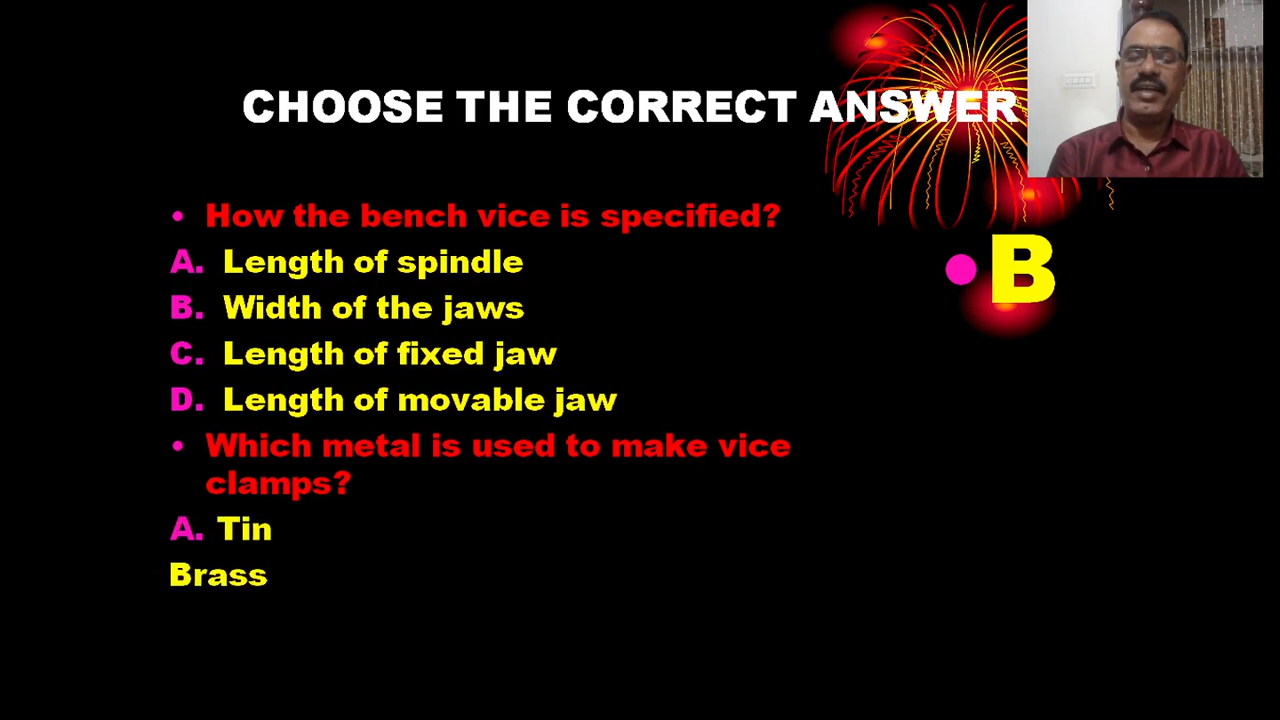 CHOOSE THE CORRECT ANSWER
• How the bench vice is specified?
A. Length of spindle
B. Width of the jaws
C. Length of fixed jaw
D. Length of movable jaw
• Which metal is used to make vice
clamps?
A. Tin
Brass
• B